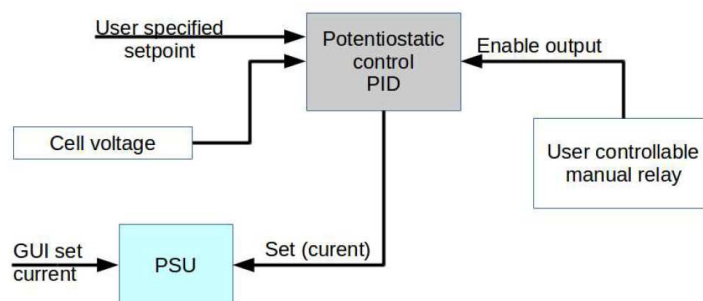 User specified
setpoint
Potentiostatic
control
PID
Enable output
Cell voltage
User controllable
manual relay
GUI set
current
PSU
Set (curent)